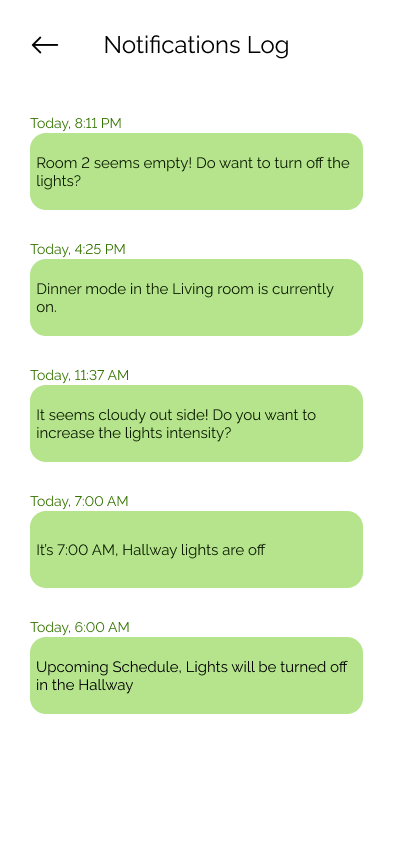 Notifications Log
Today, 8:11 PM
Room 2 seems empty! Do want to turn off the
lights?
Today, 4:25 PM
Dinner mode in the Living room is currently
on.
Today, 11:37 AM
It seems cloudy out side! Do you want to
increase the lights intensity?
Today, 7:00 AM
It's 7:00 AM, Hallway lights are off
Today, 6:00 AM
Upcoming Schedule, Lights will be turned off
in the Hallway